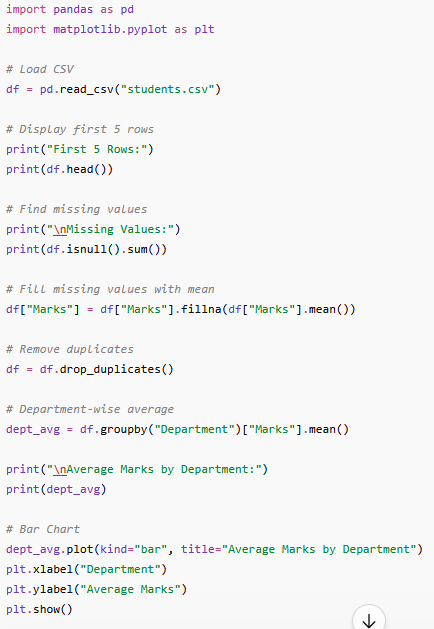 import pandas as pd
import matplotlib.pyplot as plt
# Load CSV
df = pd.read_csv("students.csv")
# Display first 5 rows
print("First 5 Rows:")
print(df.head())
# Find missing values
print("\nMissing Values:")
print(df.isnull().sum())
# Fill missing values with mean
df["Marks"] = df["Marks"].fillna(df["Marks"].mean())
# Remove duplicates
df = df.drop_duplicates()
# Department-wise average
dept_avg = df.groupby("Department")["Marks"].mean()
print("\nAverage Marks by Department:")
print(dept_avg)
# Bar Chart
dept_avg.plot(kind="bar", title="Average Marks by Department")
plt.xlabel("Department")
plt.ylabel("Average Marks")
plt.show()